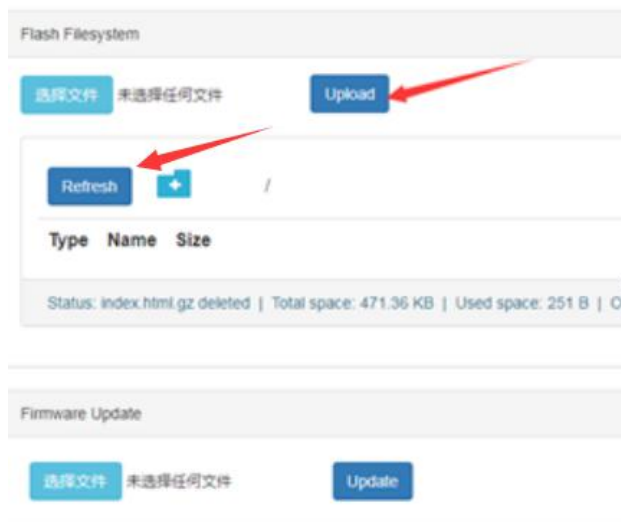 Flash Filesystem
选择文件 未选择任何文件 Upload
Refresh /
Type Name Size
Status: index.html.gz deleted | Total space: 471.36 KB | Used space: 251 B |
Firmware Update
选择文件 未选择任何文件 Update